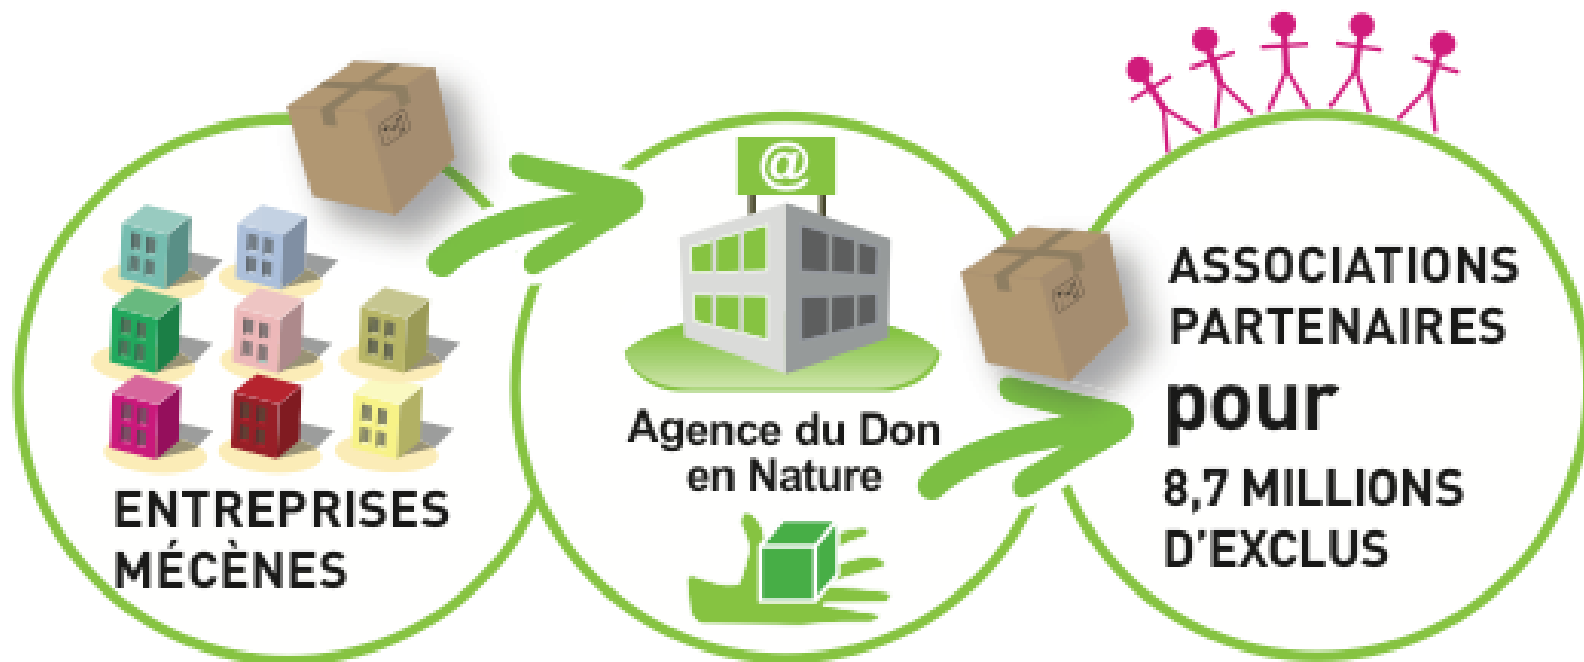 ENTREPRISES
MÉCÈNES
@
Agence du Don
en Nature
ASSOCIATIONS
PARTENAIRES
pour
8,7 MILLIONS
D'EXCLUS